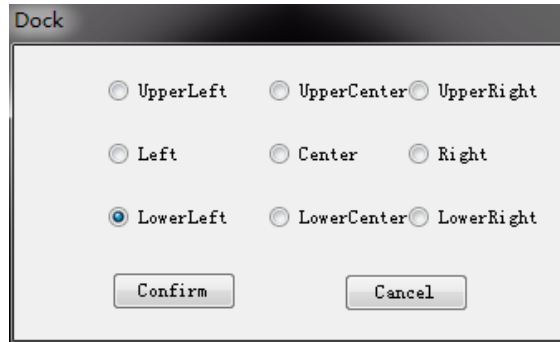 Dock
UpperLeft UpperCenter UpperRight
Left Center Right
LowerLeft LowerCenter LowerRight
Confirm Cancel